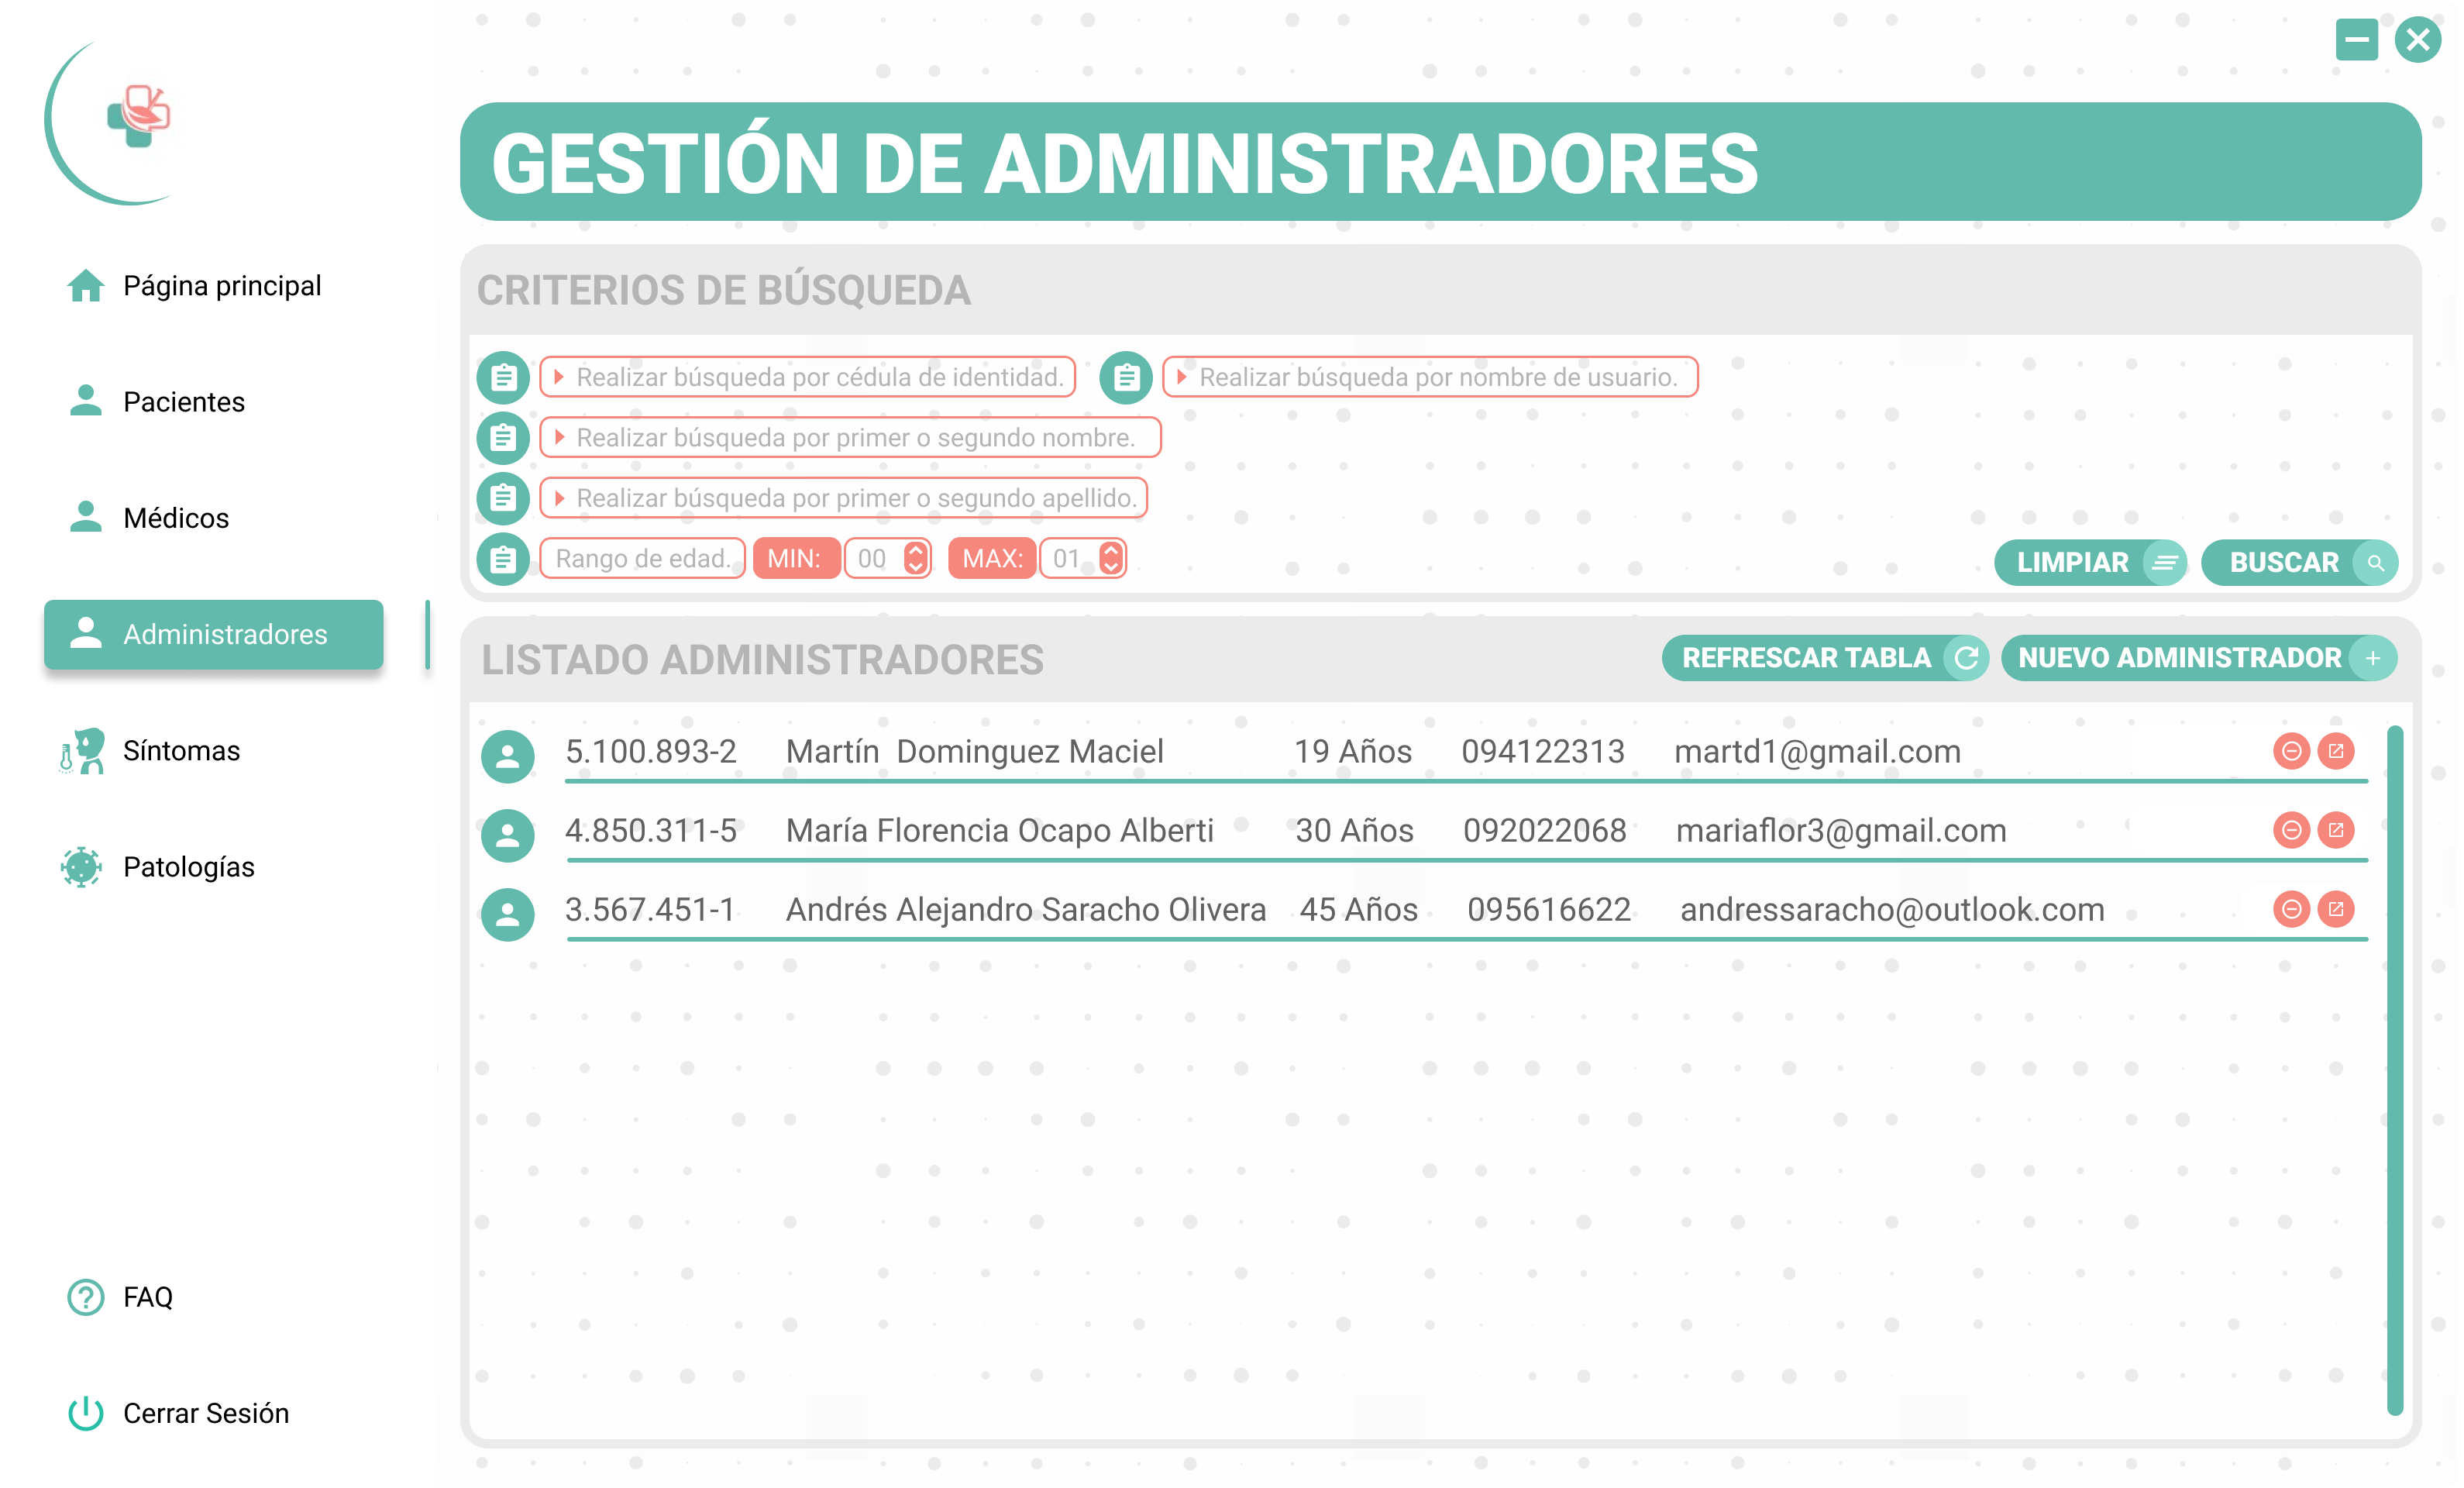 GESTIÓN DE ADMINISTRADORES
Página principal
Pacientes
Médicos
Administradores
Síntomas
Patologías
FAQ
Cerrar Sesión
CRITERIOS DE BÚSQUEDA
Realizar búsqueda por cédula de identidad. Realizar búsqueda por nombre de usuario.
Realizar búsqueda por primer o segundo nombre.
Realizar búsqueda por primer o segundo apellido.
Rango de edad. MIN: 00 MAX: 01 LIMPIAR BUSCAR
LISTADO ADMINISTRADORES REFRESCAR TABLA NUEVO ADMINISTRADOR
5.100.893-2 Martín Dominguez Maciel 19 Años 094122313 martd1@gmail.com
4.850.311-5 María Florencia Ocapo Alberti 30 Años 092022068 mariaflor3@gmail.com
3.567.451-1 Andrés Alejandro Saracho Olivera 45 Años 095616622 andressaracho@outlook.com